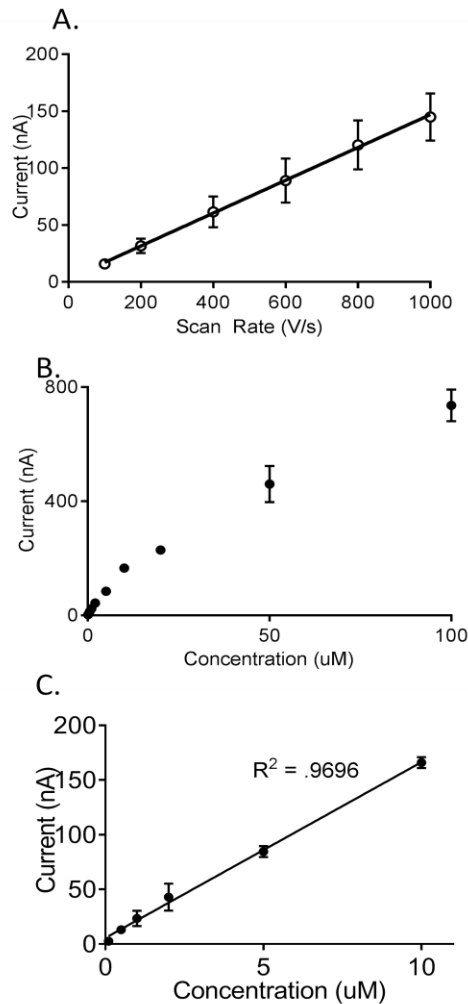 A.
200
150
100
50
0
Current (nA)
0 200 400 600 800 1000
Scan Rate (V/s)
B.
800
400
0
Current (nA)
0 50 100
Concentration (uM)
C.
200
150
100
50
0
Current (nA)
R² = .9696
0 5 10
Concentration (uM)